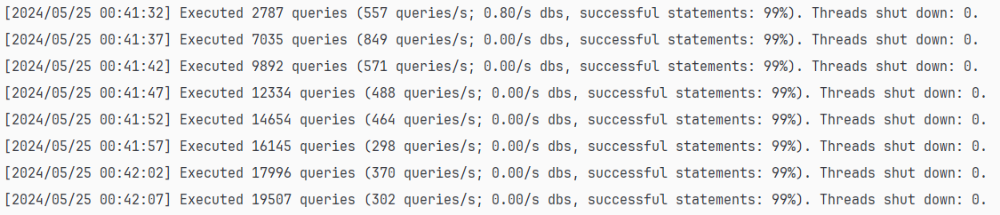 [2024/05/25 00:41:32] Executed 2787 queries (557 queries/s; 0.80/s dbs, successful statements: 99%). Threads shut down: 0.
[2024/05/25 00:41:37] Executed 7035 queries (849 queries/s; 0.00/s dbs, successful statements: 99%). Threads shut down: 0.
[2024/05/25 00:41:42] Executed 9892 queries (571 queries/s; 0.00/s dbs, successful statements: 99%). Threads shut down: 0.
[2024/05/25 00:41:47] Executed 12334 queries (488 queries/s; 0.00/s dbs, successful statements: 99%). Threads shut down: 0.
[2024/05/25 00:41:52] Executed 14654 queries (464 queries/s; 0.00/s dbs, successful statements: 99%). Threads shut down: 0.
[2024/05/25 00:41:57] Executed 16145 queries (298 queries/s; 0.00/s dbs, successful statements: 99%). Threads shut down: 0.
[2024/05/25 00:42:02] Executed 17996 queries (370 queries/s; 0.00/s dbs, successful statements: 99%). Threads shut down: 0.
[2024/05/25 00:42:07] Executed 19507 queries (302 queries/s; 0.00/s dbs, successful statements: 99%). Threads shut down: 0.